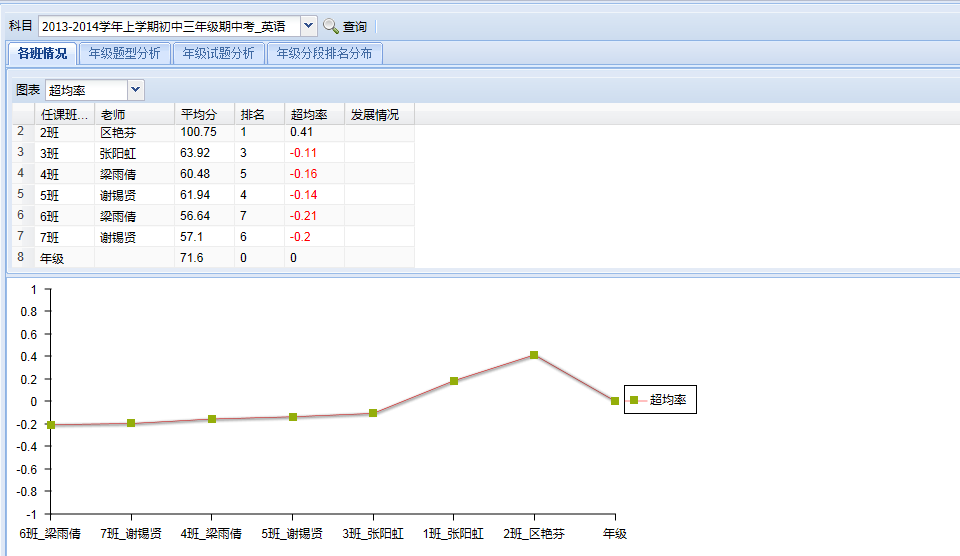 科目 2013-2014学年上学期初中三年级期中考_英语 查询
各班情况 年级题型分析 年级试题分析 年级分段排名分布
图表 超均率
任课班... 老师 平均分 排名 超均率 发展情况
2 2班 区艳芬 100.75 1 0.41
3 3班 张阳虹 63.92 3 -0.11
4 4班 梁雨倩 60.48 5 -0.16
5 5班 谢锡贤 61.94 4 -0.14
6 6班 梁雨倩 56.64 7 -0.21
7 7班 谢锡贤 57.1 6 -0.2
8 年级 71.6 0 0
1
0.8
0.6
0.4
0.2
0
-0.2
-0.4
-0.6
-0.8
-1
超均率
6班_梁雨倩 7班_谢锡贤 4班_梁雨倩 5班_谢锡贤 3班_张阳虹 1班_张阳虹 2班_区艳芬 年级